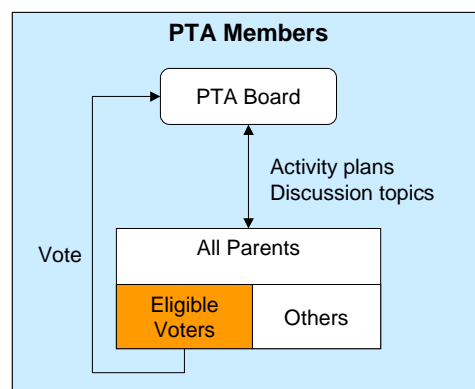 PTA Members
PTA Board
Activity plans
Discussion topics
Vote
All Parents
Eligible
Voters
Others